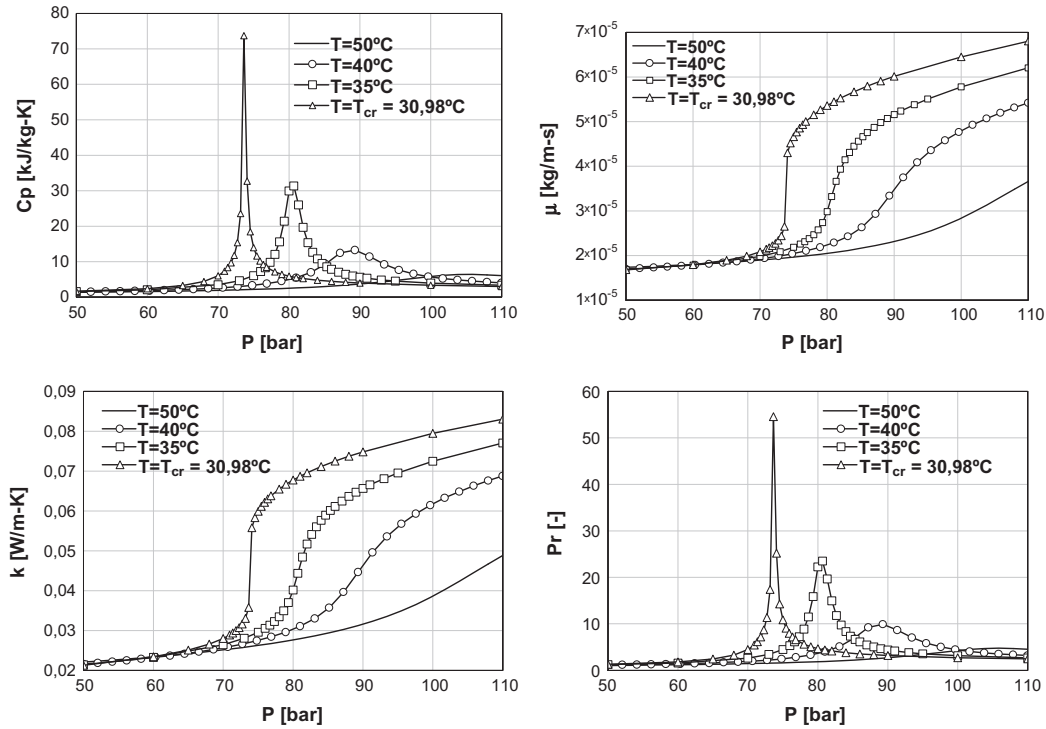 80
70
60
50
40
30
20
10
0
Cp [kJ/kg-K]
T=50ºC
T=40ºC
T=35ºC
T=Tcr = 30,98ºC
50 60 70 80 90 100 110
P [bar]
7×10-5
6×10-5
5×10-5
4×10-5
3×10-5
2×10-5
1×10-5
μ [kg/m-s]
T=50ºC
T=40ºC
T=35ºC
T=Tcr = 30,98ºC
50 60 70 80 90 100 110
P [bar]
0,09
0,08
0,07
0,06
0,05
0,04
0,03
0,02
k [W/m-K]
T=50ºC
T=40ºC
T=35ºC
T=Tcr = 30,98ºC
50 60 70 80 90 100 110
P [bar]
60
50
40
30
20
10
0
Pr [-]
T=50ºC
T=40ºC
T=35ºC
T=Tcr = 30,98ºC
50 60 70 80 90 100 110
P [bar]